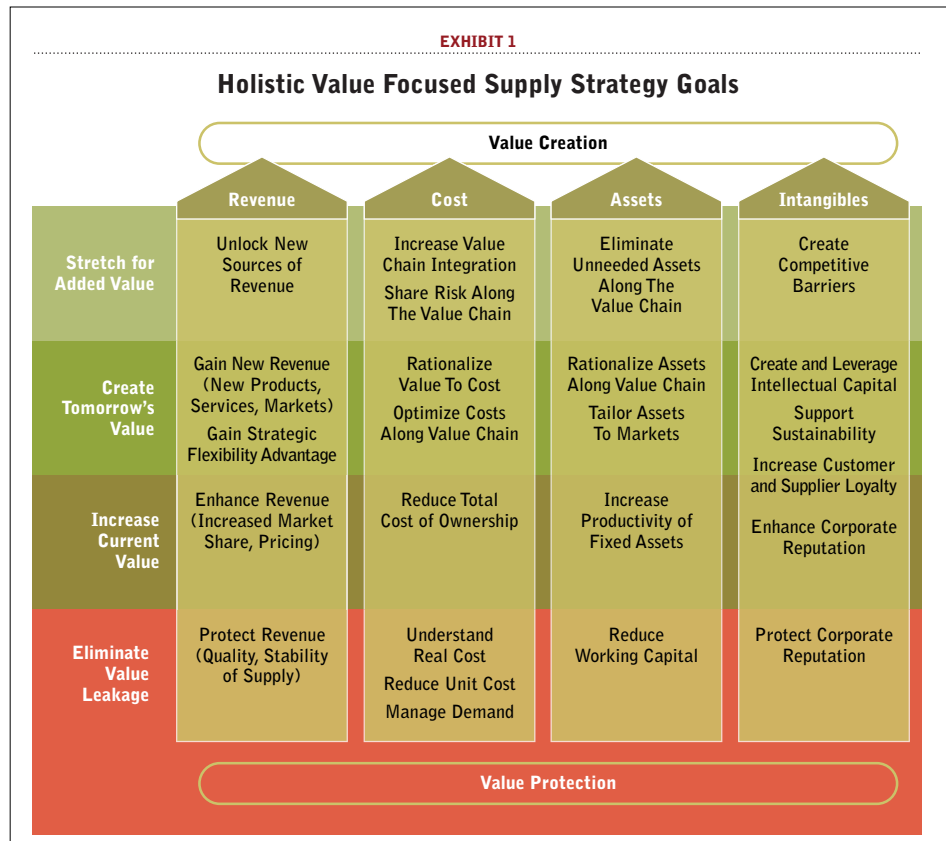 EXHIBIT 1
Holistic Value Focused Supply Strategy Goals
Value Creation
Revenue
Cost
Assets
Intangibles
Stretch for
Added Value
Unlock New
Sources of
Revenue
Increase Value
Chain Integration
Share Risk Along
The Value Chain
Eliminate
Unneeded Assets
Along The
Value Chain
Create
Competitive
Barriers
Create
Tomorrow's
Value
Gain New Revenue
(New Products,
Services, Markets)
Gain Strategic
Flexibility Advantage
Rationalize
Value To Cost
Optimize Costs
Along Value Chain
Rationalize Assets
Along Value Chain
Tailor Assets
To Markets
Create and Leverage
Intellectual Capital
Support
Sustainability
Increase Customer
and Supplier Loyalty
Increase
Current
Value
Enhance Revenue
(Increased Market
Share, Pricing)
Reduce Total
Cost of Ownership
Increase
Productivity of
Fixed Assets
Enhance Corporate
Reputation
Eliminate
Value
Leakage
Protect Revenue
(Quality, Stability
of Supply)
Understand
Real Cost
Reduce Unit Cost
Manage Demand
Reduce
Working Capital
Protect Corporate
Reputation
Value Protection